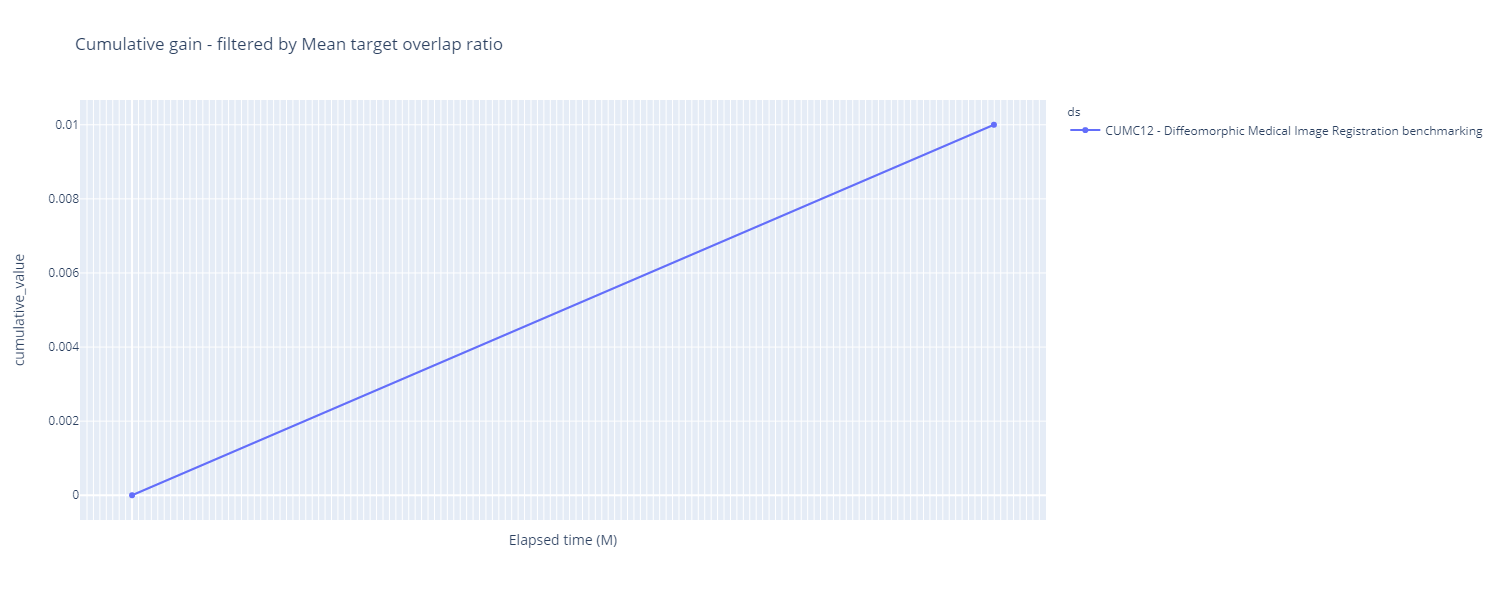 Cumulative gain - filtered by Mean target overlap ratio
ds
CUMC12 - Diffeomorphic Medical Image Registration benchmarking
cumulative_value
0.01
0.008
0.006
0.004
0.002
0
Elapsed time (M)